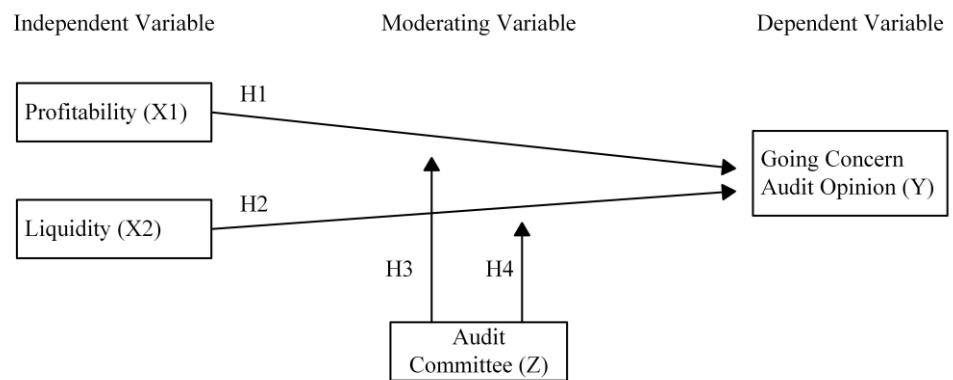 Independent Variable
Moderating Variable
Dependent Variable
Profitability (X1)
H1
Going Concern
Audit Opinion (Y)
Liquidity (X2)
H2
H3
H4
Audit
Committee (Z)